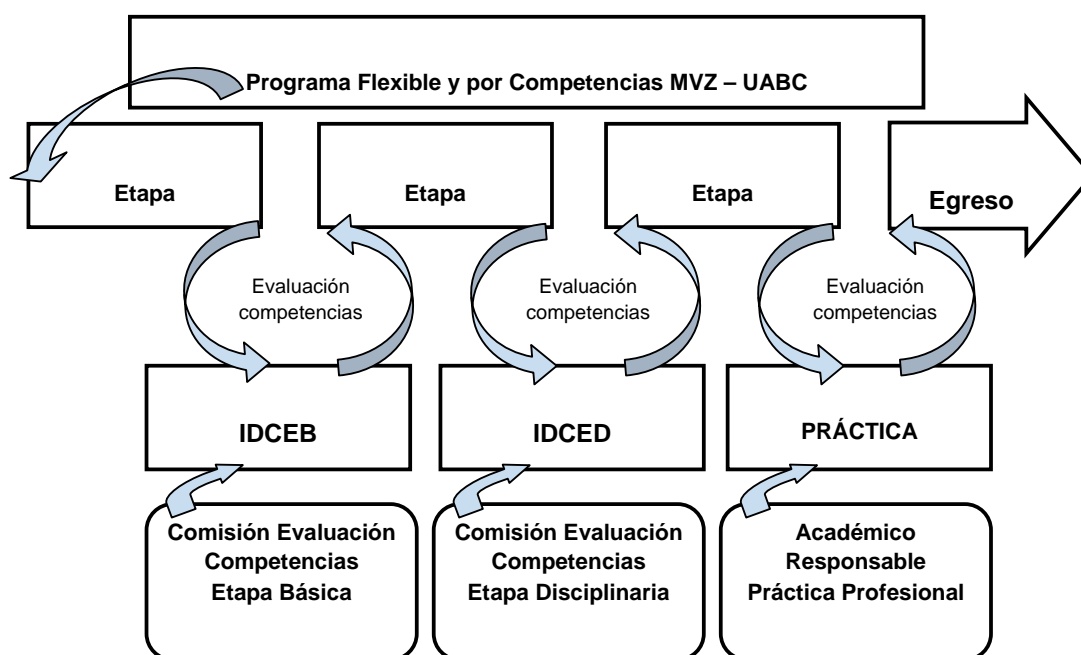 Programa Flexible y por Competencias MVZ – UABC
Etapa
Etapa
Etapa
Egreso
Evaluación
competencias
Evaluación
competencias
Evaluación
competencias
IDCEB
IDCED
PRÁCTICA
Comisión Evaluación
Competencias
Etapa Básica
Comisión Evaluación
Competencias
Etapa Disciplinaria
Académico
Responsable
Práctica Profesional